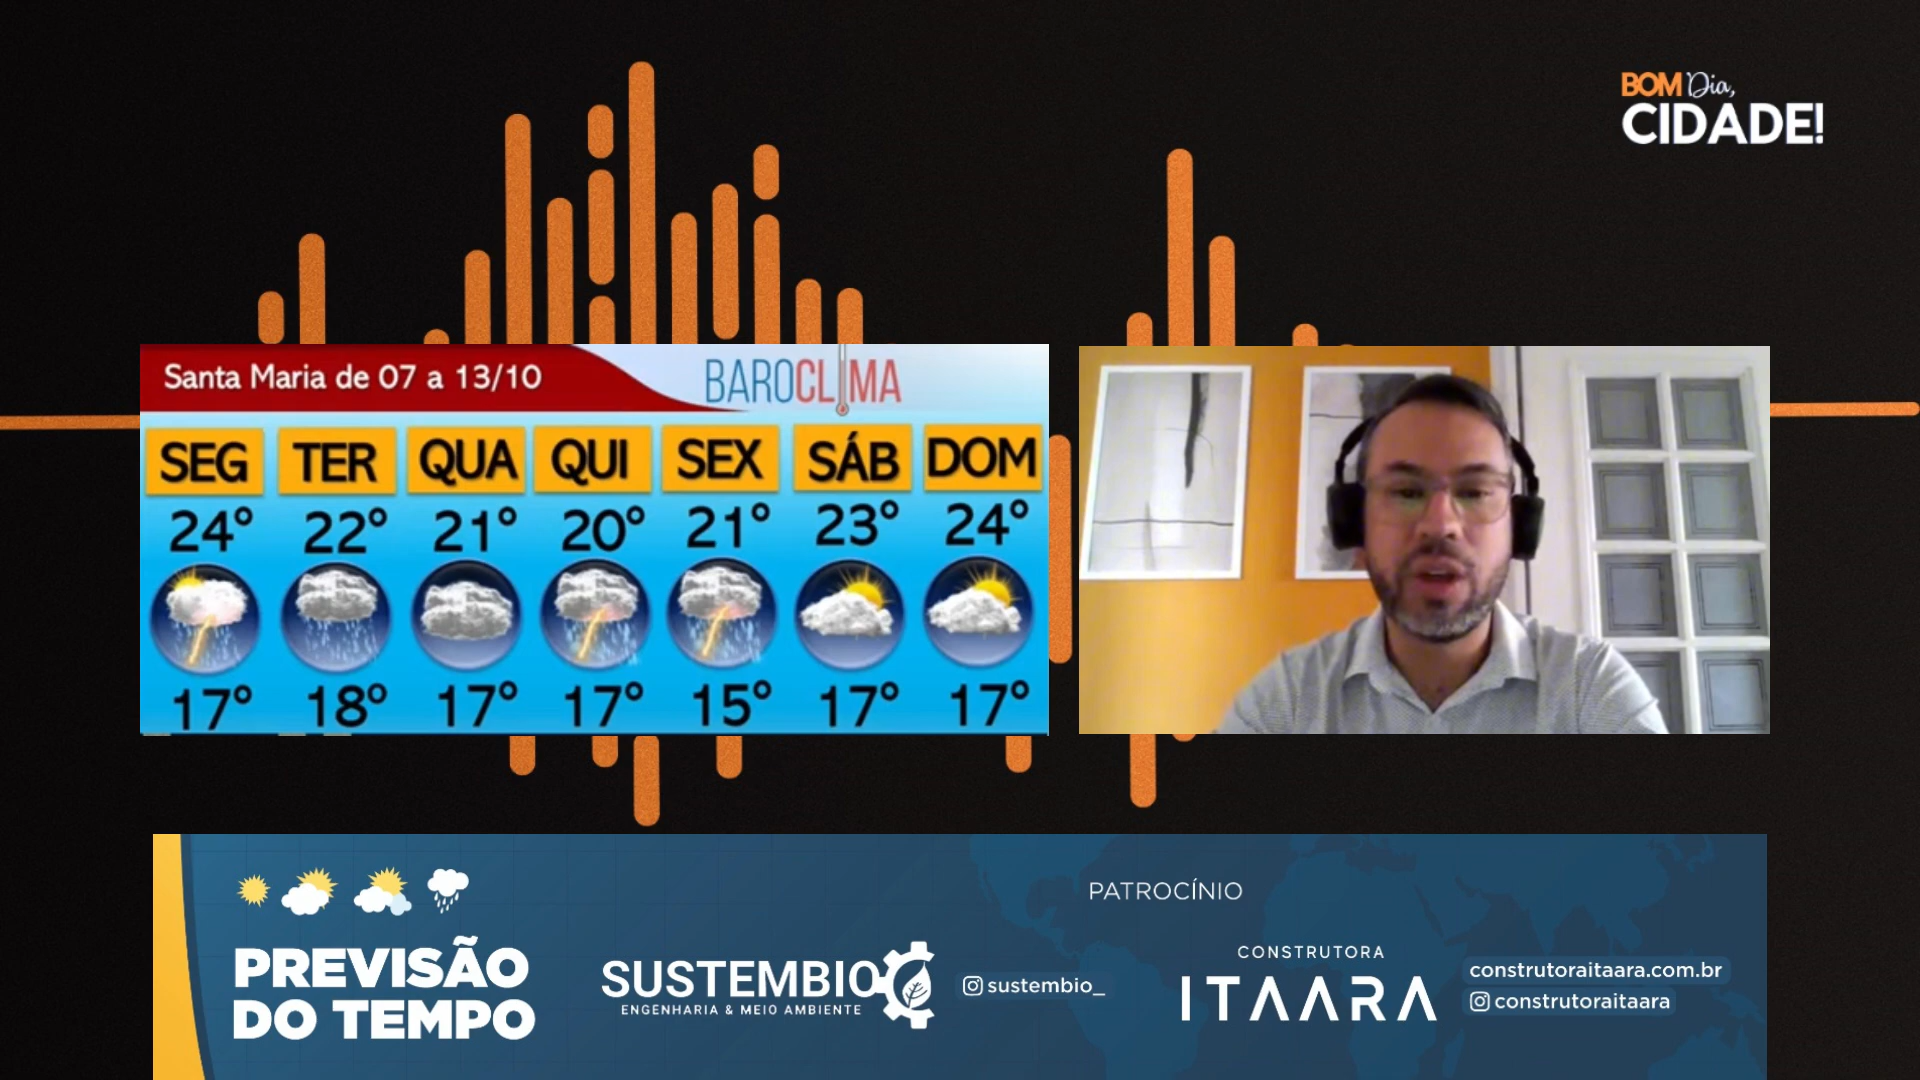 BOM Dia,
CIDADE!
Santa Maria de 07 a 13/10
BAROCLIMA
SEG TER QUA QUI SEX SÁB DOM
24° 22° 21° 20° 21° 23° 24°
17° 18° 17° 17° 15° 17° 17°
PREVISÃO
DO TEMPO
SUSTEMBIO
ENGENHARIA & MEIO AMBIENTE
sustembio_
PATROCÍNIO
CONSTRUTORA
ITAARA
construtoraitaara.com.br
construtoraitaara